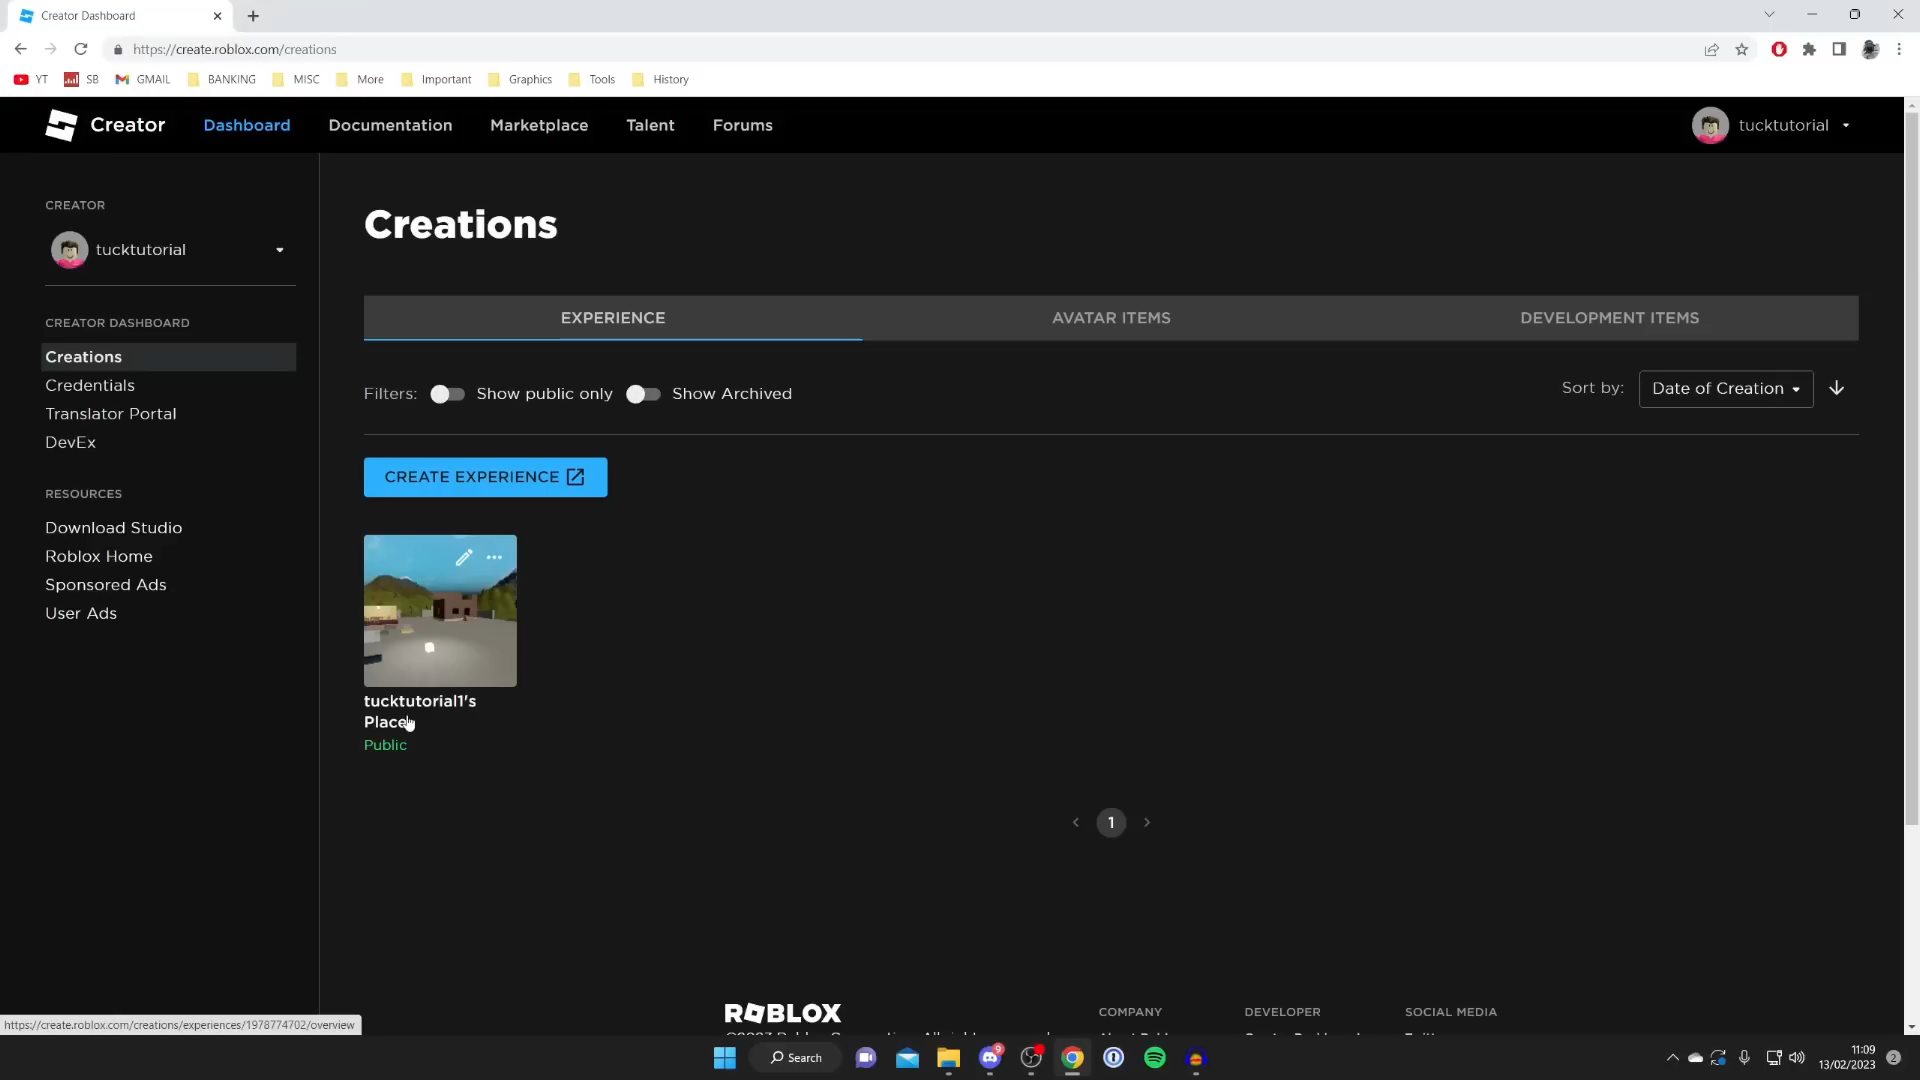 Creator Dashboard
https://create.roblox.com/creations
YT SB GMAIL BANKING MISC More Important Graphics Tools History
Creator Dashboard Documentation Marketplace Talent Forums tucktutorial
CREATOR
tucktutorial
CREATOR DASHBOARD
Creations
Credentials
Translator Portal
DevEx
RESOURCES
Download Studio
Roblox Home
Sponsored Ads
User Ads
Creations
EXPERIENCE AVATAR ITEMS DEVELOPMENT ITEMS
Filters: Show public only Show Archived Sort by: Date of Creation
CREATE EXPERIENCE
tucktutorial1's
Place
Public
1
ROBLOX COMPANY DEVELOPER SOCIAL MEDIA
https://create.roblox.com/creations/experiences/1978774702/overview
Search
9
11:09
13/02/2023
2